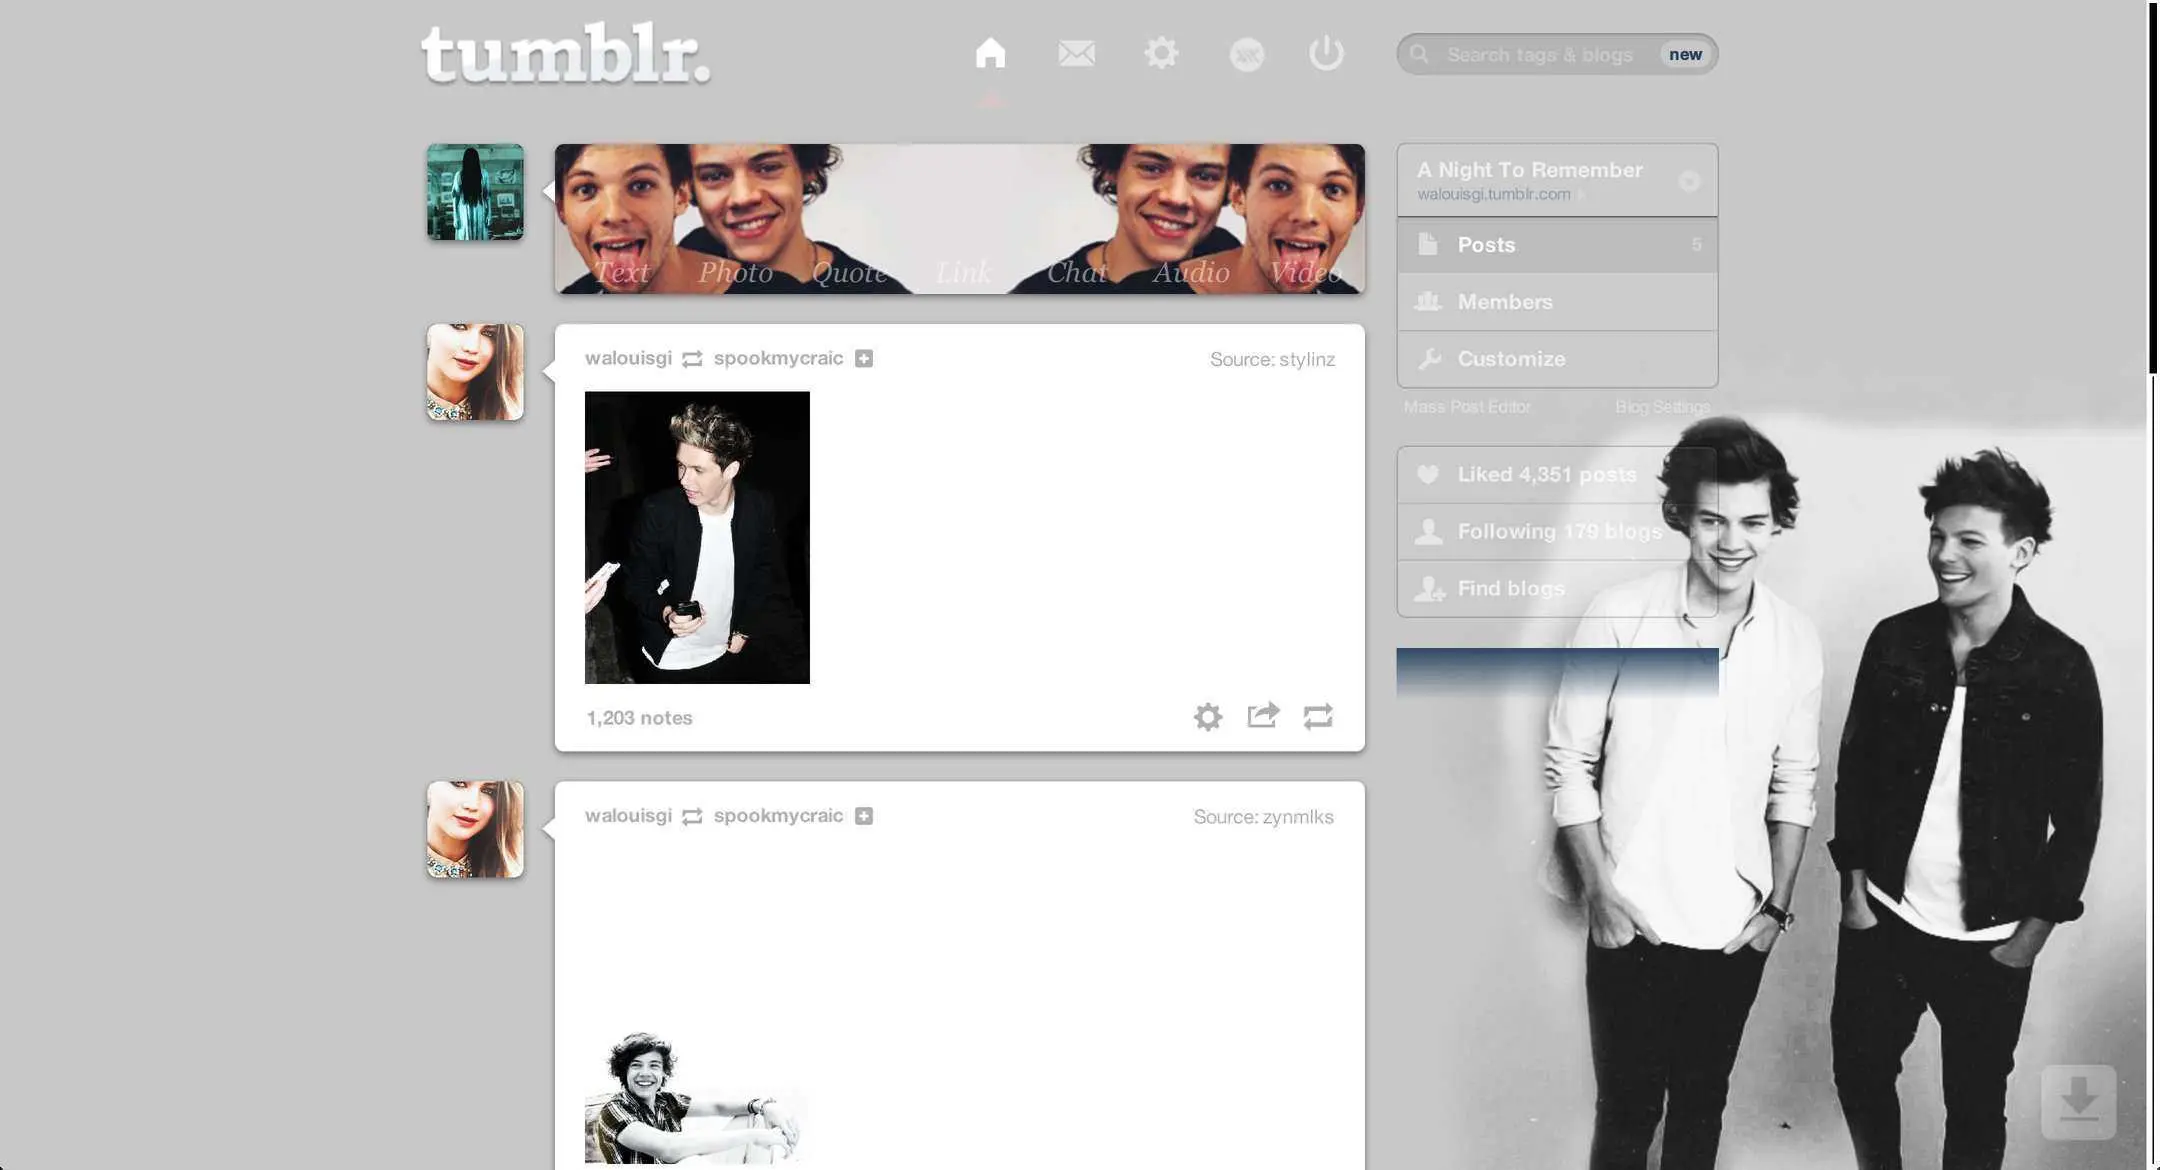 tumblr.
Search tags & blogs new
Text Photo Quote Link Chat Audio Video
A Night To Remember
walouisgi.tumblr.com
Posts 5
Members
Customize
Mass Post Editor Blog Settings
Liked 4,351 posts
Following 179 blogs
Find blogs
walouisgi spookmycraic Source: stylinz
1,203 notes
walouisgi spookmycraic Source: zynmlks